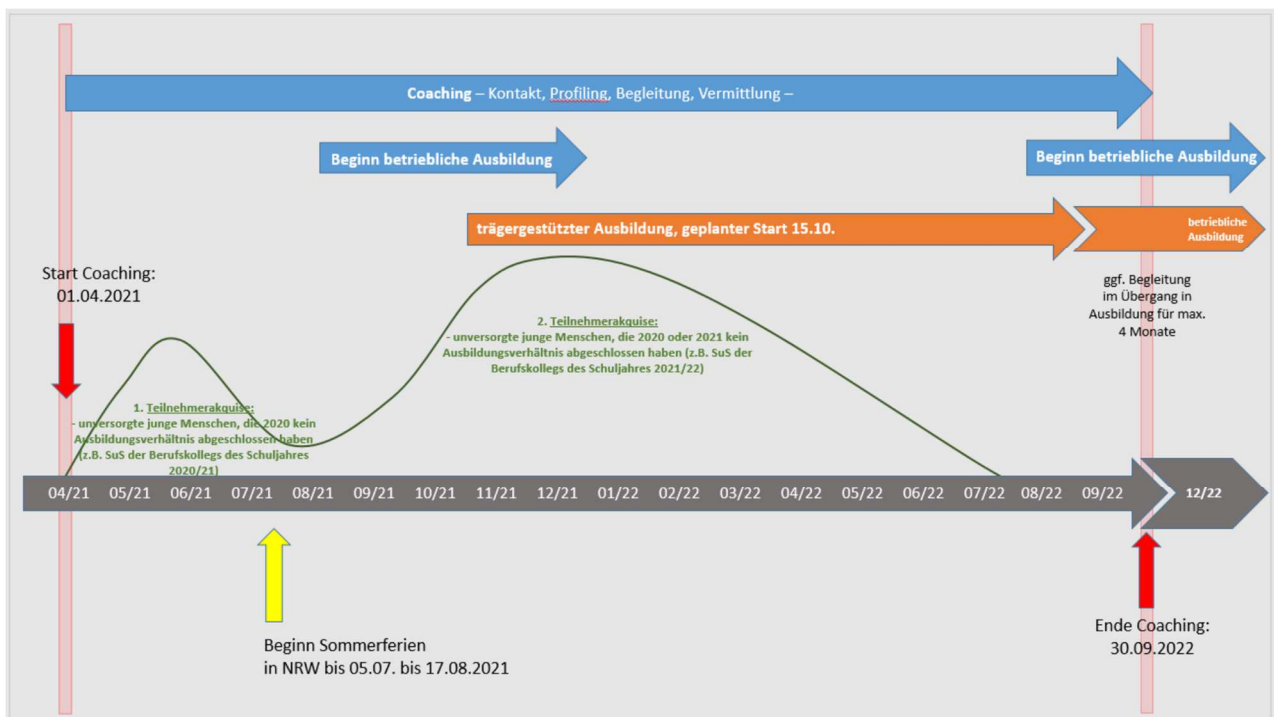 Coaching – Kontakt, Profiling, Begleitung, Vermittlung –
Beginn betriebliche Ausbildung
Beginn betriebliche Ausbildung
trägergestützter Ausbildung, geplanter Start 15.10.
betriebliche
Ausbildung
Start Coaching:
01.04.2021
ggf. Begleitung
im Übergang in
Ausbildung für max.
4 Monate
2. Teilnehmerakquise:
- unversorgte junge Menschen, die 2020 oder 2021 kein
Ausbildungsverhältnis abgeschlossen haben (z.B. SuS der
Berufskollegs des Schuljahres 2021/22)
1. Teilnehmerakquise:
- unversorgte junge Menschen, die 2020 kein
Ausbildungsverhältnis abgeschlossen haben
(z.B. SuS der Berufskollegs des Schuljahres
2020/21)
04/21 05/21 06/21 07/21 08/21 09/21 10/21 11/21 12/21 01/22 02/22 03/22 04/22 05/22 06/22 07/22 08/22 09/22 12/22
Beginn Sommerferien
in NRW bis 05.07. bis 17.08.2021
Ende Coaching:
30.09.2022